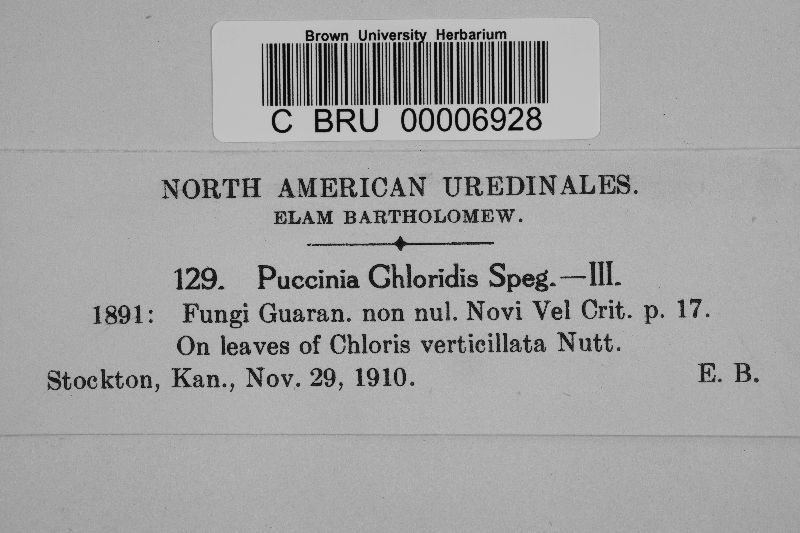 Brown University Herbarium
C BRU 00006928
NORTH AMERICAN UREDINALES.
ELAM BARTHOLOMEW.
129. Puccinia Chloridis Speg.—III.
1891: Fungi Guaran. non nul. Novi Vel Crit. p. 17.
On leaves of Chloris verticillata Nutt.
Stockton, Kan., Nov. 29, 1910. E. B.